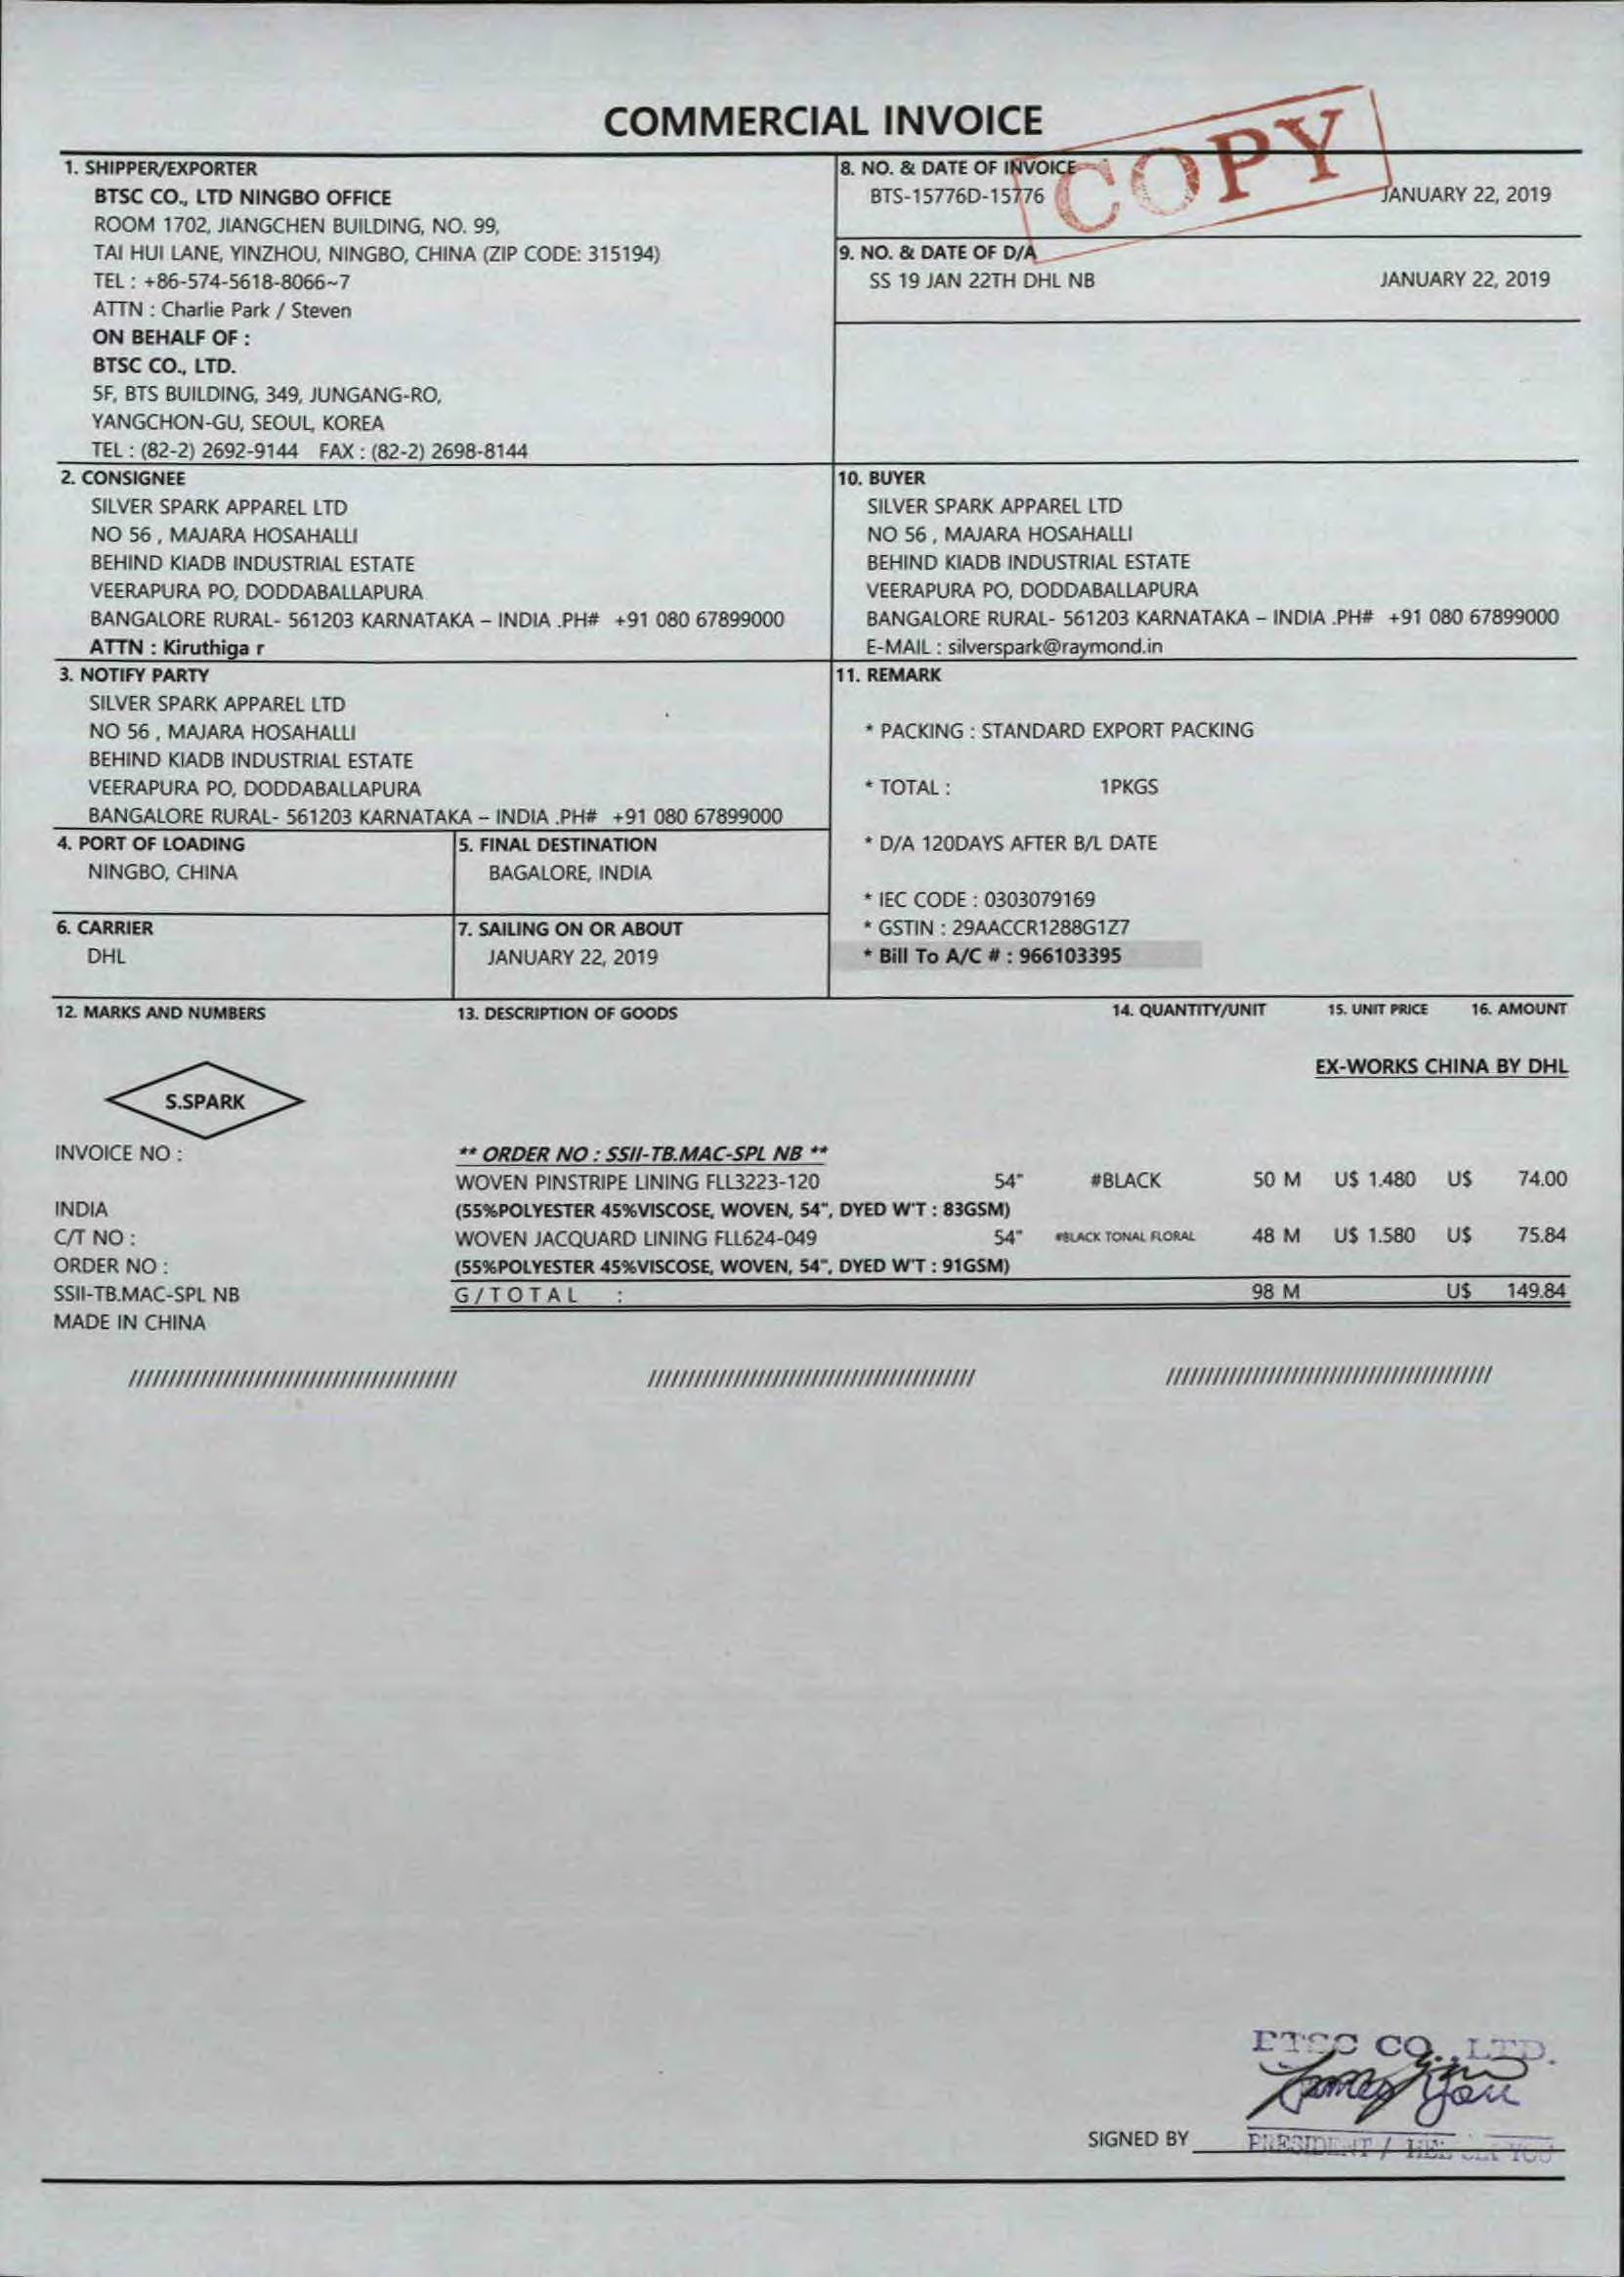 COMMERCIAL INVOICE
COPY
1. SHIPPER/EXPORTER
BTSC CO., LTD NINGBO OFFICE
ROOM 1702, JIANGCHEN BUILDING, NO. 99,
TAI HUI LANE, YINZHOU, NINGBO, CHINA (ZIP CODE: 315194)
TEL : +86-574-5618-8066~7
ATTN : Charlie Park / Steven
ON BEHALF OF :
BTSC CO., LTD.
5F, BTS BUILDING, 349, JUNGANG-RO,
YANGCHON-GU, SEOUL, KOREA
TEL : (82-2) 2692-9144 FAX : (82-2) 2698-8144
8. NO. & DATE OF INVOICE
BTS-15776D-15776 JANUARY 22, 2019
9. NO. & DATE OF D/A
SS 19 JAN 22TH DHL NB JANUARY 22, 2019
2. CONSIGNEE
SILVER SPARK APPAREL LTD
NO 56 , MAJARA HOSAHALLI
BEHIND KIADB INDUSTRIAL ESTATE
VEERAPURA PO, DODDABALLAPURA
BANGALORE RURAL- 561203 KARNATAKA – INDIA .PH# +91 080 67899000
ATTN : Kiruthiga r
10. BUYER
SILVER SPARK APPAREL LTD
NO 56 , MAJARA HOSAHALLI
BEHIND KIADB INDUSTRIAL ESTATE
VEERAPURA PO, DODDABALLAPURA
BANGALORE RURAL- 561203 KARNATAKA – INDIA .PH# +91 080 67899000
E-MAIL : silverspark@raymond.in
3. NOTIFY PARTY
SILVER SPARK APPAREL LTD
NO 56 , MAJARA HOSAHALLI
BEHIND KIADB INDUSTRIAL ESTATE
VEERAPURA PO, DODDABALLAPURA
BANGALORE RURAL- 561203 KARNATAKA – INDIA .PH# +91 080 67899000
11. REMARK
* PACKING : STANDARD EXPORT PACKING
* TOTAL : 1PKGS
* D/A 120DAYS AFTER B/L DATE
* IEC CODE : 0303079169
* GSTIN : 29AACCR1288G1Z7
* Bill To A/C # : 966103395
4. PORT OF LOADING
NINGBO, CHINA
5. FINAL DESTINATION
BAGALORE, INDIA
6. CARRIER
DHL
7. SAILING ON OR ABOUT
JANUARY 22, 2019
12. MARKS AND NUMBERS 13. DESCRIPTION OF GOODS 14. QUANTITY/UNIT 15. UNIT PRICE 16. AMOUNT
EX-WORKS CHINA BY DHL
S.SPARK
INVOICE NO : ** ORDER NO : SSII-TB.MAC-SPL NB **
WOVEN PINSTRIPE LINING FLL3223-120 54" #BLACK 50 M U$ 1.480 U$ 74.00
INDIA (55%POLYESTER 45%VISCOSE, WOVEN, 54", DYED W'T : 83GSM)
C/T NO : WOVEN JACQUARD LINING FLL624-049 54" #BLACK TONAL FLORAL 48 M U$ 1.580 U$ 75.84
ORDER NO : (55%POLYESTER 45%VISCOSE, WOVEN, 54", DYED W'T : 91GSM)
SSII-TB.MAC-SPL NB G/TOTAL : 98 M U$ 149.84
MADE IN CHINA
BTSC CO., LTD.
SIGNED BY
PRESIDENT /